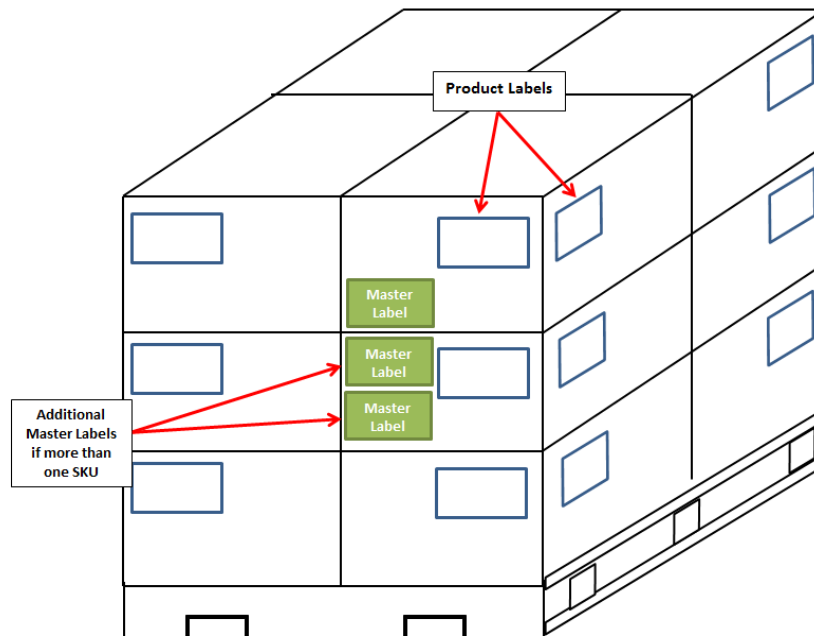 Product Labels
Master
Label
Master
Label
Master
Label
Additional
Master Labels
if more than
one SKU